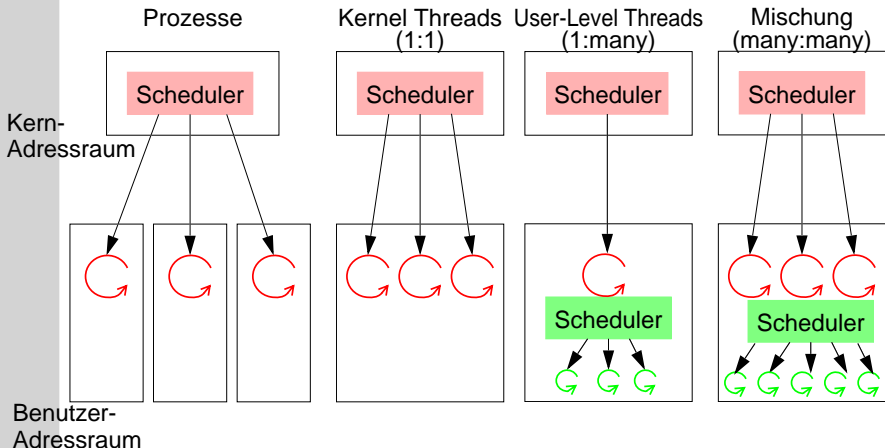 Prozesse
Kernel Threads
(1:1)
User-Level Threads
(1:many)
Mischung
(many:many)
Scheduler
Scheduler
Scheduler
Scheduler
Kern-
Adressraum
Scheduler
Scheduler
Benutzer-
Adressraum